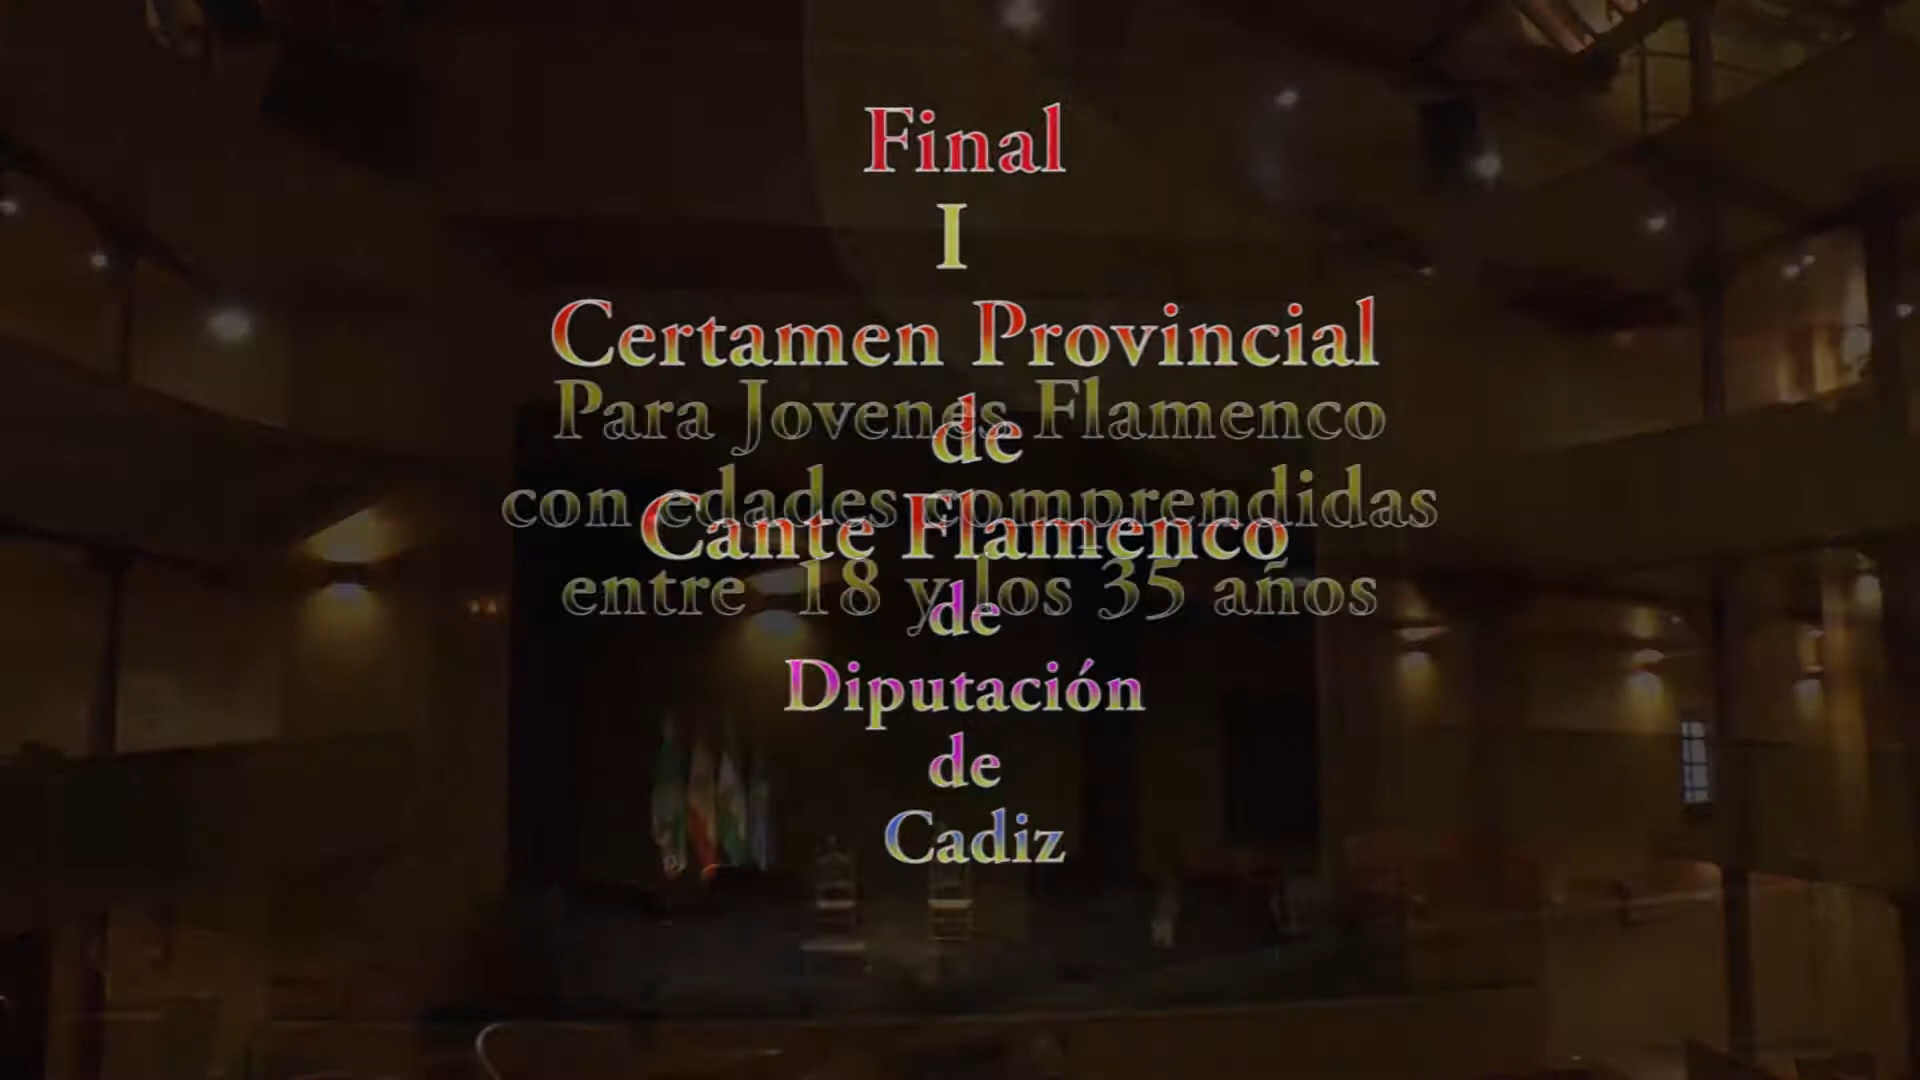 Final
I
Certamen Provincial
de
Cante Flamenco
de
Diputación
de
Cadiz
Para Jovenes Flamenco
con edades comprendidas
entre 18 y los 35 años